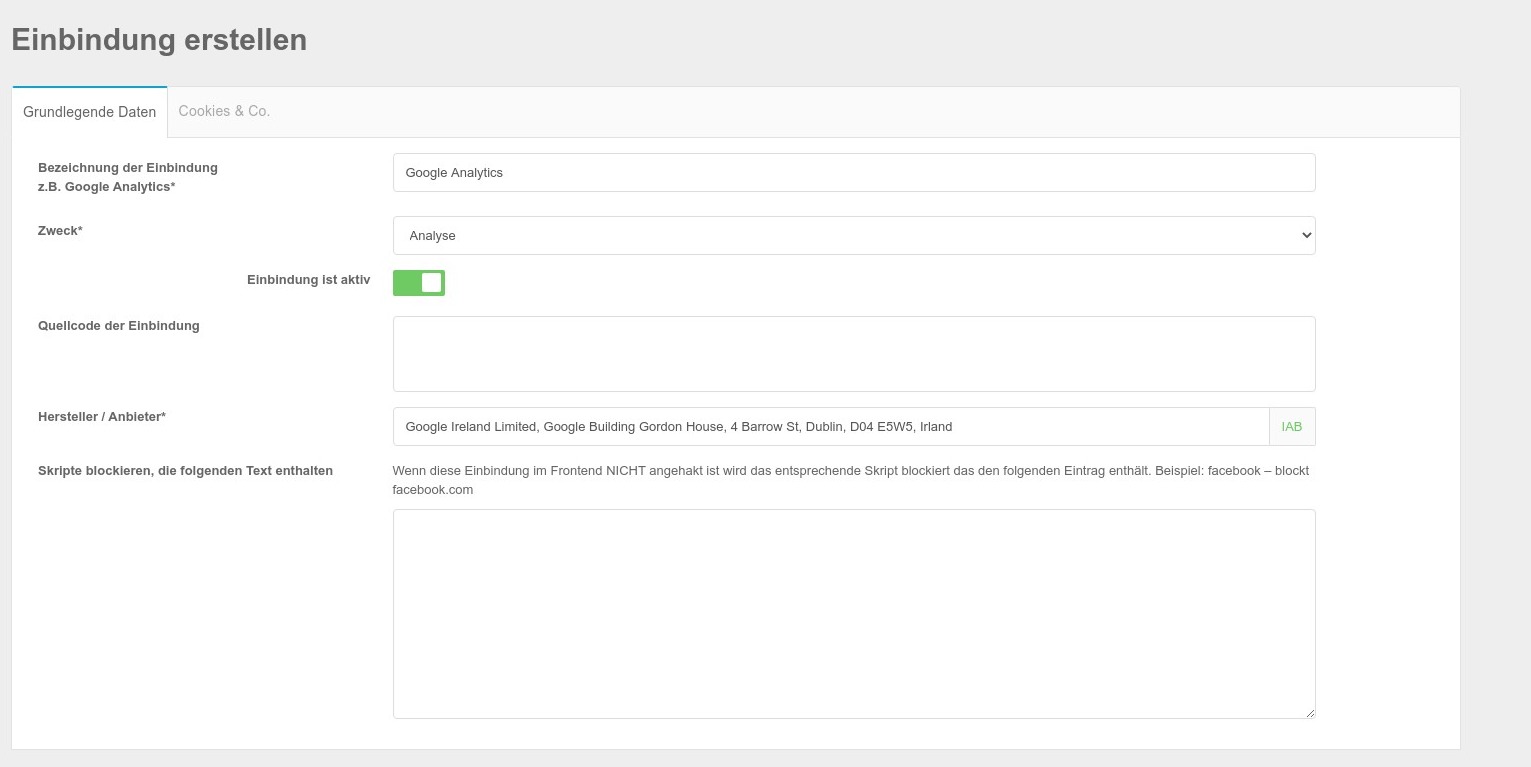 Einbindung erstellen
Grundlegende Daten
Cookies & Co.
Bezeichnung der Einbindung
z.B. Google Analytics*
Google Analytics
Zweck*
Analyse
Einbindung ist aktiv
Quellcode der Einbindung
Hersteller / Anbieter*
Google Ireland Limited, Google Building Gordon House, 4 Barrow St, Dublin, D04 E5W5, Irland
IAB
Skripte blockieren, die folgenden Text enthalten
Wenn diese Einbindung im Frontend NICHT angehakt ist wird das entsprechende Skript blockiert das den folgenden Eintrag enthält. Beispiel: facebook – blockt
facebook.com